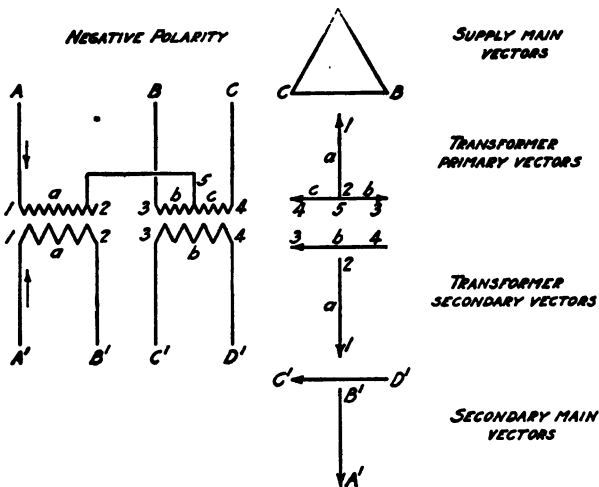 NEGATIVE POLARITY
SUPPLY MAIN
VECTORS
A B C
C B
1
a
TRANSFORMER
PRIMARY VECTORS
5
a b c
c 2 b
1 2 3 4
4 5 3
1 2 3 4
3 b 4
a b
2
TRANSFORMER
SECONDARY VECTORS
a
1
A' B' C' D'
C' D'
B'
SECONDARY MAIN
VECTORS
A'